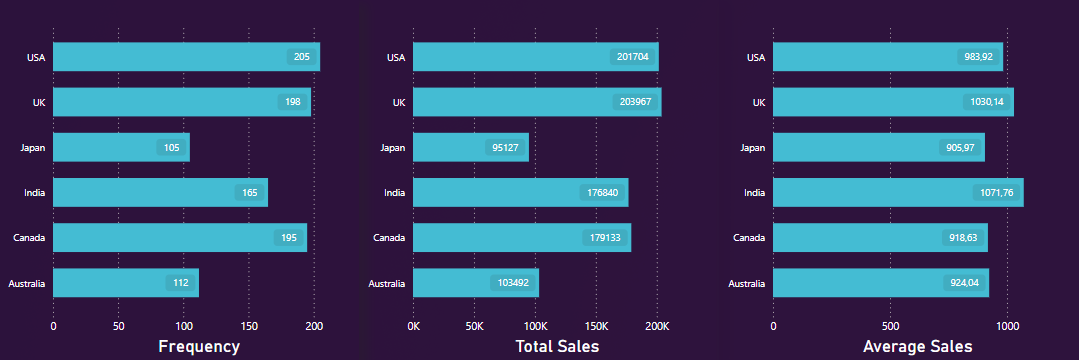 USA 205
UK 198
Japan 105
India 165
Canada 195
Australia 112
0 50 100 150 200
Frequency
USA 201704
UK 203967
Japan 95127
India 176840
Canada 179133
Australia 103492
0K 50K 100K 150K 200K
Total Sales
USA 983,92
UK 1030,14
Japan 905,97
India 1071,76
Canada 918,63
Australia 924,04
0 500 1000
Average Sales